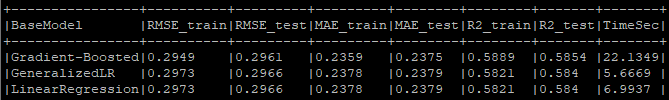 +----------------+----------+---------+---------+--------+--------+-------+-------+
|BaseModel       |RMSE_train|RMSE_test|MAE_train|MAE_test|R2_train|R2_test|TimeSec|
+----------------+----------+---------+---------+--------+--------+-------+-------+
|Gradient-Boosted|0.2949    |0.2961   |0.2359   |0.2375  |0.5889  |0.5854 |22.1349|
|GeneralizedLR   |0.2973    |0.2966   |0.2378   |0.2379  |0.5821  |0.584  |5.6669 |
|LinearRegression|0.2973    |0.2966   |0.2378   |0.2379  |0.5821  |0.584  |6.9937 |
+----------------+----------+---------+---------+--------+--------+-------+-------+